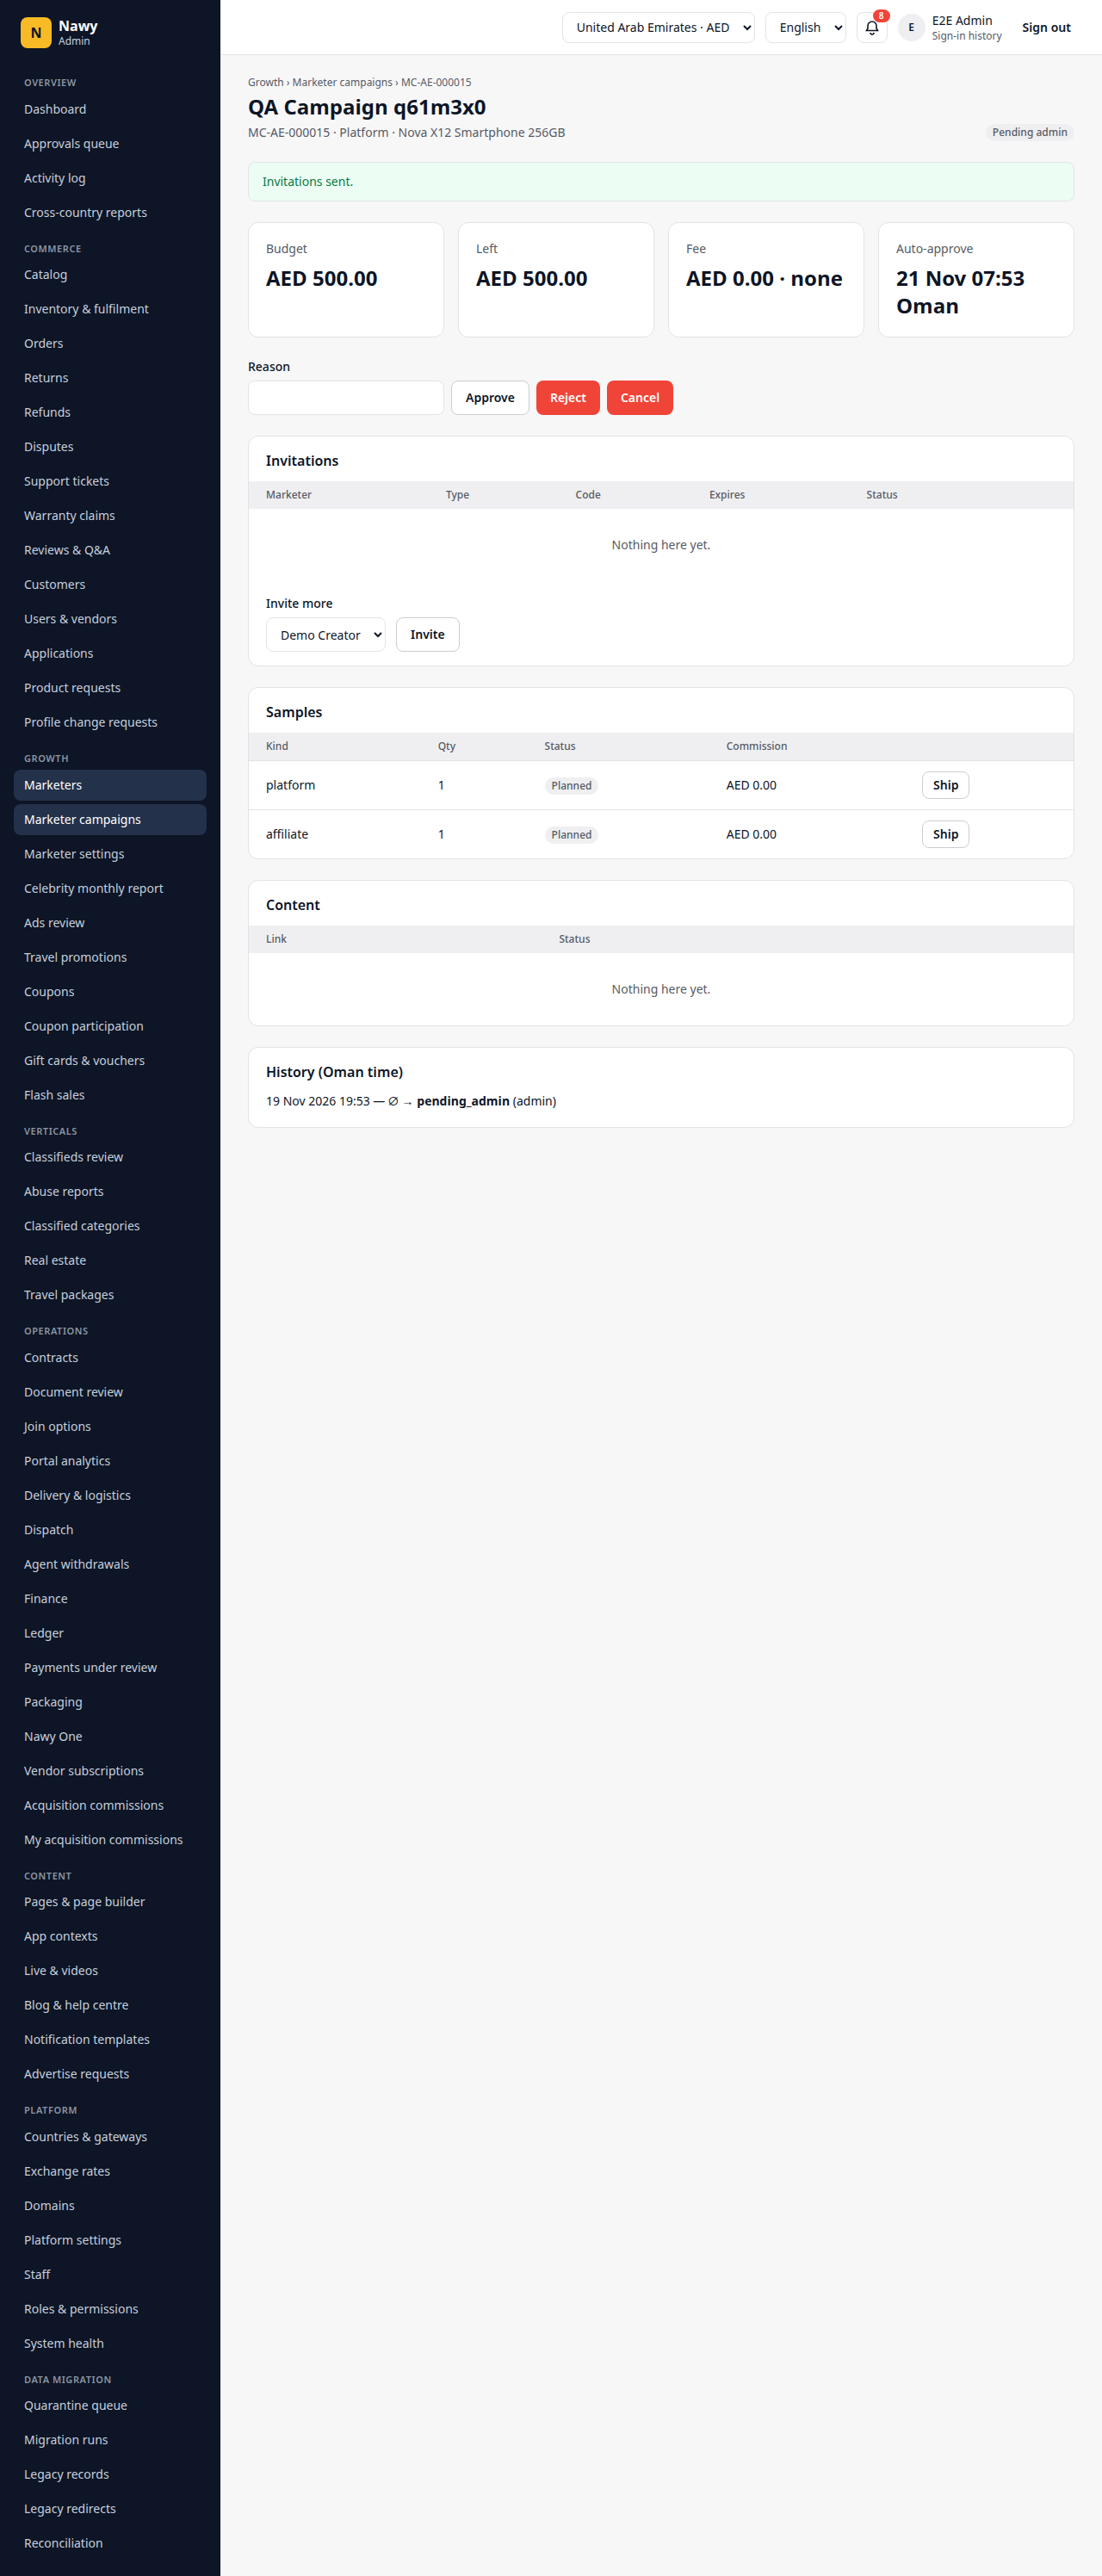 N
Nawy
Admin
OVERVIEW
Dashboard
Approvals queue
Activity log
Cross-country reports
COMMERCE
Catalog
Inventory & fulfilment
Orders
Returns
Refunds
Disputes
Support tickets
Warranty claims
Reviews & Q&A
Customers
Users & vendors
Applications
Product requests
Profile change requests
GROWTH
Marketers
Marketer campaigns
Marketer settings
Celebrity monthly report
Ads review
Travel promotions
Coupons
Coupon participation
Gift cards & vouchers
Flash sales
VERTICALS
Classifieds review
Abuse reports
Classified categories
Real estate
Travel packages
OPERATIONS
Contracts
Document review
Join options
Portal analytics
Delivery & logistics
Dispatch
Agent withdrawals
Finance
Ledger
Payments under review
Packaging
Nawy One
Vendor subscriptions
Acquisition commissions
My acquisition commissions
CONTENT
Pages & page builder
App contexts
Live & videos
Blog & help centre
Notification templates
Advertise requests
PLATFORM
Countries & gateways
Exchange rates
Domains
Platform settings
Staff
Roles & permissions
System health
DATA MIGRATION
Quarantine queue
Migration runs
Legacy records
Legacy redirects
Reconciliation
United Arab Emirates · AED
English
8
E
E2E Admin
Sign-in history
Sign out
Growth › Marketer campaigns › MC-AE-000015
QA Campaign q61m3x0
MC-AE-000015 · Platform · Nova X12 Smartphone 256GB
Pending admin
Invitations sent.
Budget
AED 500.00
Left
AED 500.00
Fee
AED 0.00 · none
Auto-approve
21 Nov 07:53
Oman
Reason
Approve Reject Cancel
Invitations
Marketer Type Code Expires Status
Nothing here yet.
Invite more
Demo Creator Invite
Samples
Kind Qty Status Commission
platform 1 Planned AED 0.00 Ship
affiliate 1 Planned AED 0.00 Ship
Content
Link Status
Nothing here yet.
History (Oman time)
19 Nov 2026 19:53 — ∅ → pending_admin (admin)